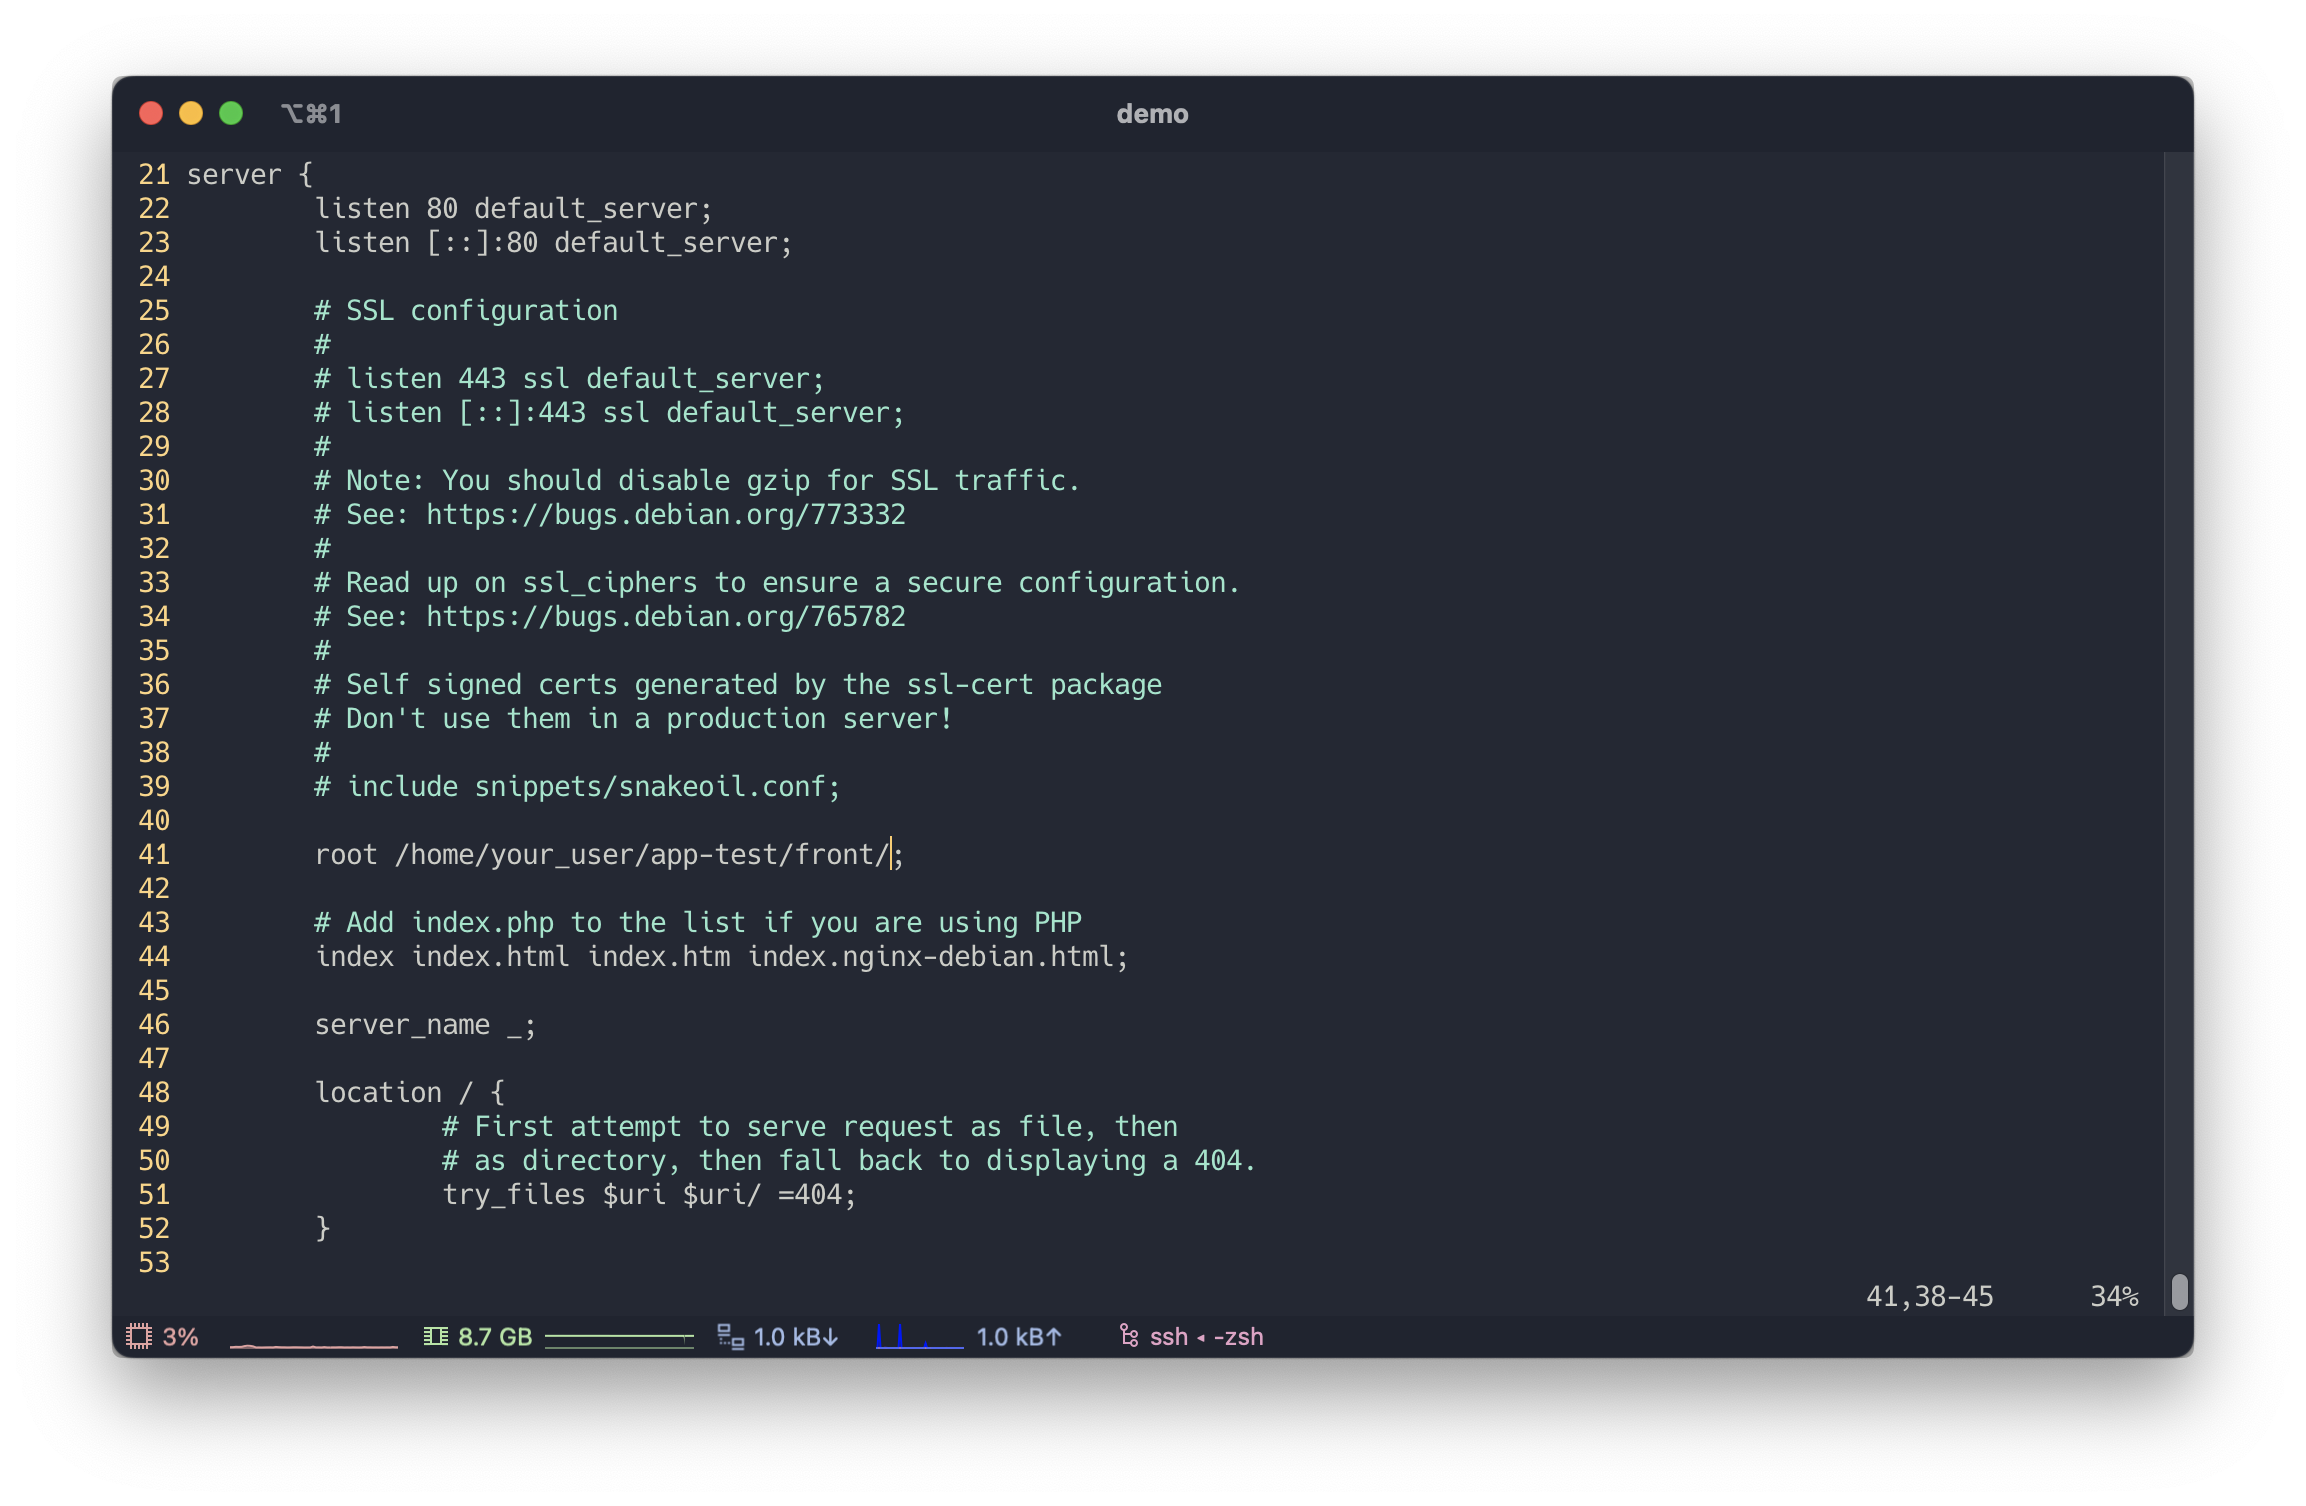 ⌥⌘1 demo
21 server {
22         listen 80 default_server;
23         listen [::]:80 default_server;
24
25         # SSL configuration
26         #
27         # listen 443 ssl default_server;
28         # listen [::]:443 ssl default_server;
29         #
30         # Note: You should disable gzip for SSL traffic.
31         # See: https://bugs.debian.org/773332
32         #
33         # Read up on ssl_ciphers to ensure a secure configuration.
34         # See: https://bugs.debian.org/765782
35         #
36         # Self signed certs generated by the ssl-cert package
37         # Don't use them in a production server!
38         #
39         # include snippets/snakeoil.conf;
40
41         root /home/your_user/app-test/front/;
42
43         # Add index.php to the list if you are using PHP
44         index index.html index.htm index.nginx-debian.html;
45
46         server_name _;
47
48         location / {
49                 # First attempt to serve request as file, then
50                 # as directory, then fall back to displaying a 404.
51                 try_files $uri $uri/ =404;
52         }
53
41,38-45      34%
3% 8.7 GB 1.0 kB↓ 1.0 kB↑ ssh ◂ -zsh